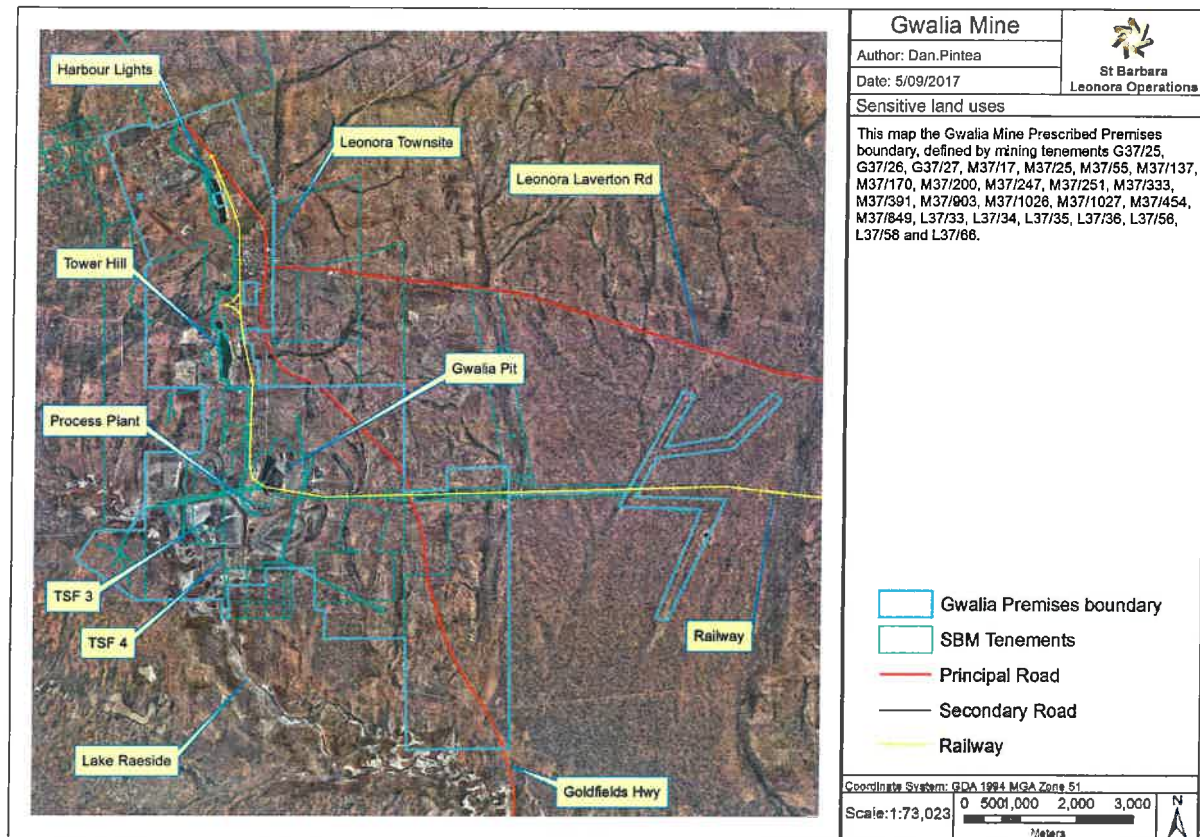 Harbour Lights
Leonora Townsite
Leonora Laverton Rd
Tower Hill
Gwalia Pit
Process Plant
TSF 3
TSF 4
Railway
Lake Raeside
Goldfields Hwy
Gwalia Mine
Author: Dan.Pintea
Date: 5/09/2017
St Barbara
Leonora Operations
Sensitive land uses
This map the Gwalia Mine Prescribed Premises
boundary, defined by mining tenements G37/25,
G37/26, G37/27, M37/17, M37/25, M37/55, M37/137,
M37/170, M37/200, M37/247, M37/251, M37/333,
M37/391, M37/903, M37/1026, M37/1027, M37/454,
M37/849, L37/33, L37/34, L37/35, L37/36, L37/56,
L37/58 and L37/66.
Gwalia Premises boundary
SBM Tenements
Principal Road
Secondary Road
Railway
Coordinate System: GDA 1994 MGA Zone 51
Scale:1:73,023
0 5001,000 2,000 3,000
Meters
N